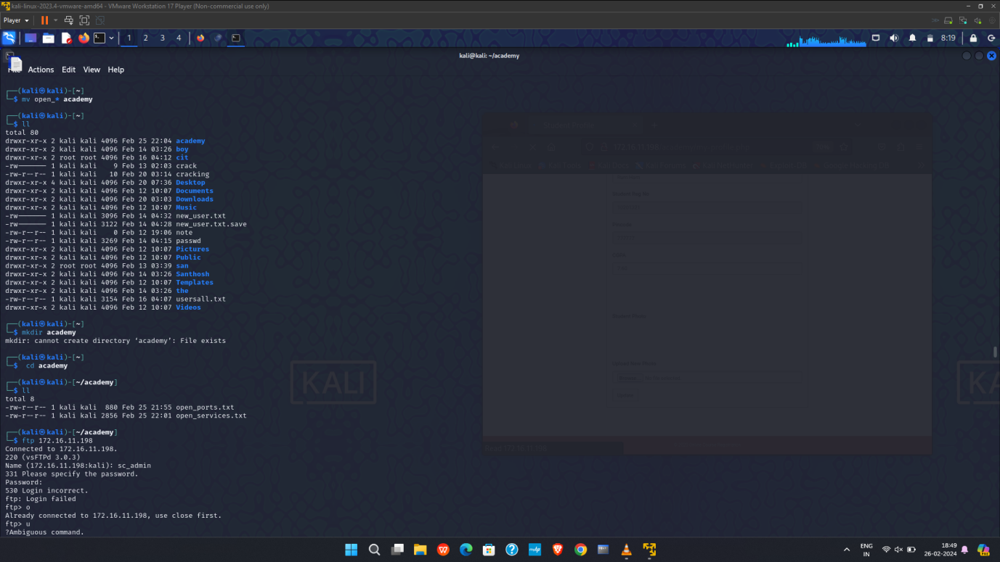 kali-linux-2023.4-vmware-amd64 - VMware Workstation 17 Player (Non-commercial use only)
Player
1 2 3 4
8:19
kali@kali: ~/academy
File Actions Edit View Help
┌──(kali㉿kali)-[~]
└─$ mv open_* academy
┌──(kali㉿kali)-[~]
└─$ ll
total 80
drwxr-xr-x 2 kali kali 4096 Feb 25 22:04 academy
drwxr-xr-x 2 kali kali 4096 Feb 14 03:26 boy
drwxr-xr-x 2 root root 4096 Feb 16 04:12 cit
-rw------- 1 kali kali    9 Feb 13 02:03 crack
-rw-r--r-- 1 kali kali   10 Feb 20 03:14 cracking
drwxr-xr-x 4 kali kali 4096 Feb 20 07:36 Desktop
drwxr-xr-x 2 kali kali 4096 Feb 12 10:07 Documents
drwxr-xr-x 2 kali kali 4096 Feb 20 03:03 Downloads
drwxr-xr-x 2 kali kali 4096 Feb 12 10:07 Music
-rw------- 1 kali kali 3096 Feb 14 04:32 new_user.txt
-rw------- 1 kali kali 3122 Feb 14 04:28 new_user.txt.save
-rw-r--r-- 1 kali kali    0 Feb 12 19:06 note
-rw-r--r-- 1 kali kali 3269 Feb 14 04:15 passwd
drwxr-xr-x 2 kali kali 4096 Feb 12 10:07 Pictures
drwxr-xr-x 2 kali kali 4096 Feb 12 10:07 Public
drwxr-xr-x 2 root root 4096 Feb 13 03:39 san
drwxr-xr-x 2 kali kali 4096 Feb 14 03:26 Santhosh
drwxr-xr-x 2 kali kali 4096 Feb 12 10:07 Templates
drwxr-xr-x 2 kali kali 4096 Feb 14 03:26 the
-rw-r--r-- 1 kali kali 3154 Feb 16 04:07 usersall.txt
drwxr-xr-x 2 kali kali 4096 Feb 12 10:07 Videos
┌──(kali㉿kali)-[~]
└─$ mkdir academy
mkdir: cannot create directory ‘academy’: File exists
┌──(kali㉿kali)-[~]
└─$  cd academy
┌──(kali㉿kali)-[~/academy]
└─$ ll
total 8
-rw-r--r-- 1 kali kali  880 Feb 25 21:55 open_ports.txt
-rw-r--r-- 1 kali kali 2856 Feb 25 22:01 open_services.txt
┌──(kali㉿kali)-[~/academy]
└─$ ftp 172.16.11.198
Connected to 172.16.11.198.
220 (vsFTPd 3.0.3)
Name (172.16.11.198:kali): sc_admin
331 Please specify the password.
Password:
530 Login incorrect.
ftp: Login failed
ftp> o
Already connected to 172.16.11.198, use close first.
ftp> u
?Ambiguous command.
KALI
ENG
IN
18:49
26-02-2024